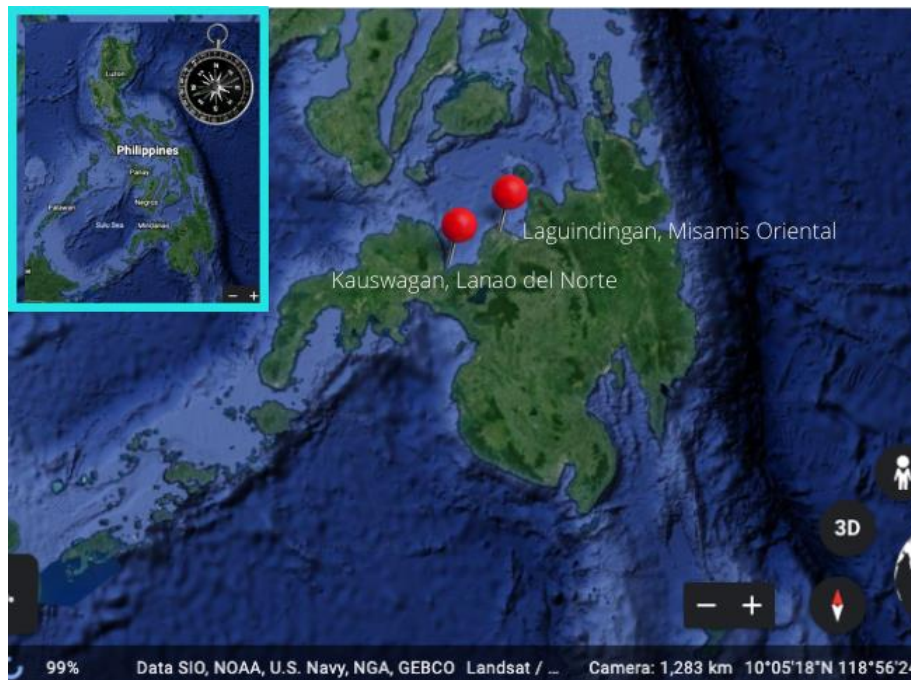 Luzon
Philippines
Panay
Negros
Palawan
Sulu Sea
Mindanao
− +
Laguindingan, Misamis Oriental
Kauswagan, Lanao del Norte
3D
− +
99%
Data SIO, NOAA, U.S. Navy, NGA, GEBCO Landsat / ...
Camera: 1,283 km 10°05'18"N 118°56'24